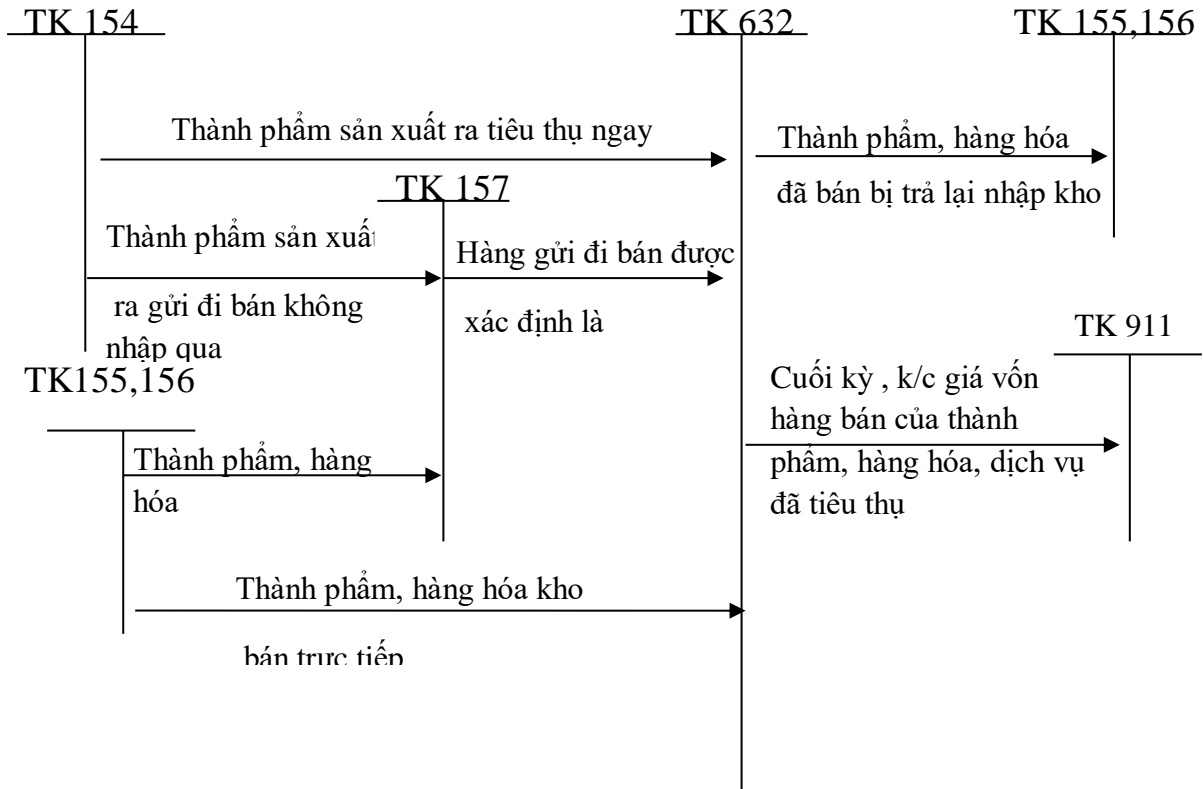 TK 154
TK 632
TK 155,156
Thành phẩm sản xuất ra tiêu thụ ngay
Thành phẩm, hàng hóa
đã bán bị trả lại nhập kho
TK 157
Thành phẩm sản xuất
ra gửi đi bán không
nhập qua
Hàng gửi đi bán được
xác định là
TK 911
TK155,156
Cuối kỳ , k/c giá vốn
hàng bán của thành
phẩm, hàng hóa, dịch vụ
đã tiêu thụ
Thành phẩm, hàng
hóa
Thành phẩm, hàng hóa kho
bán trực tiếp